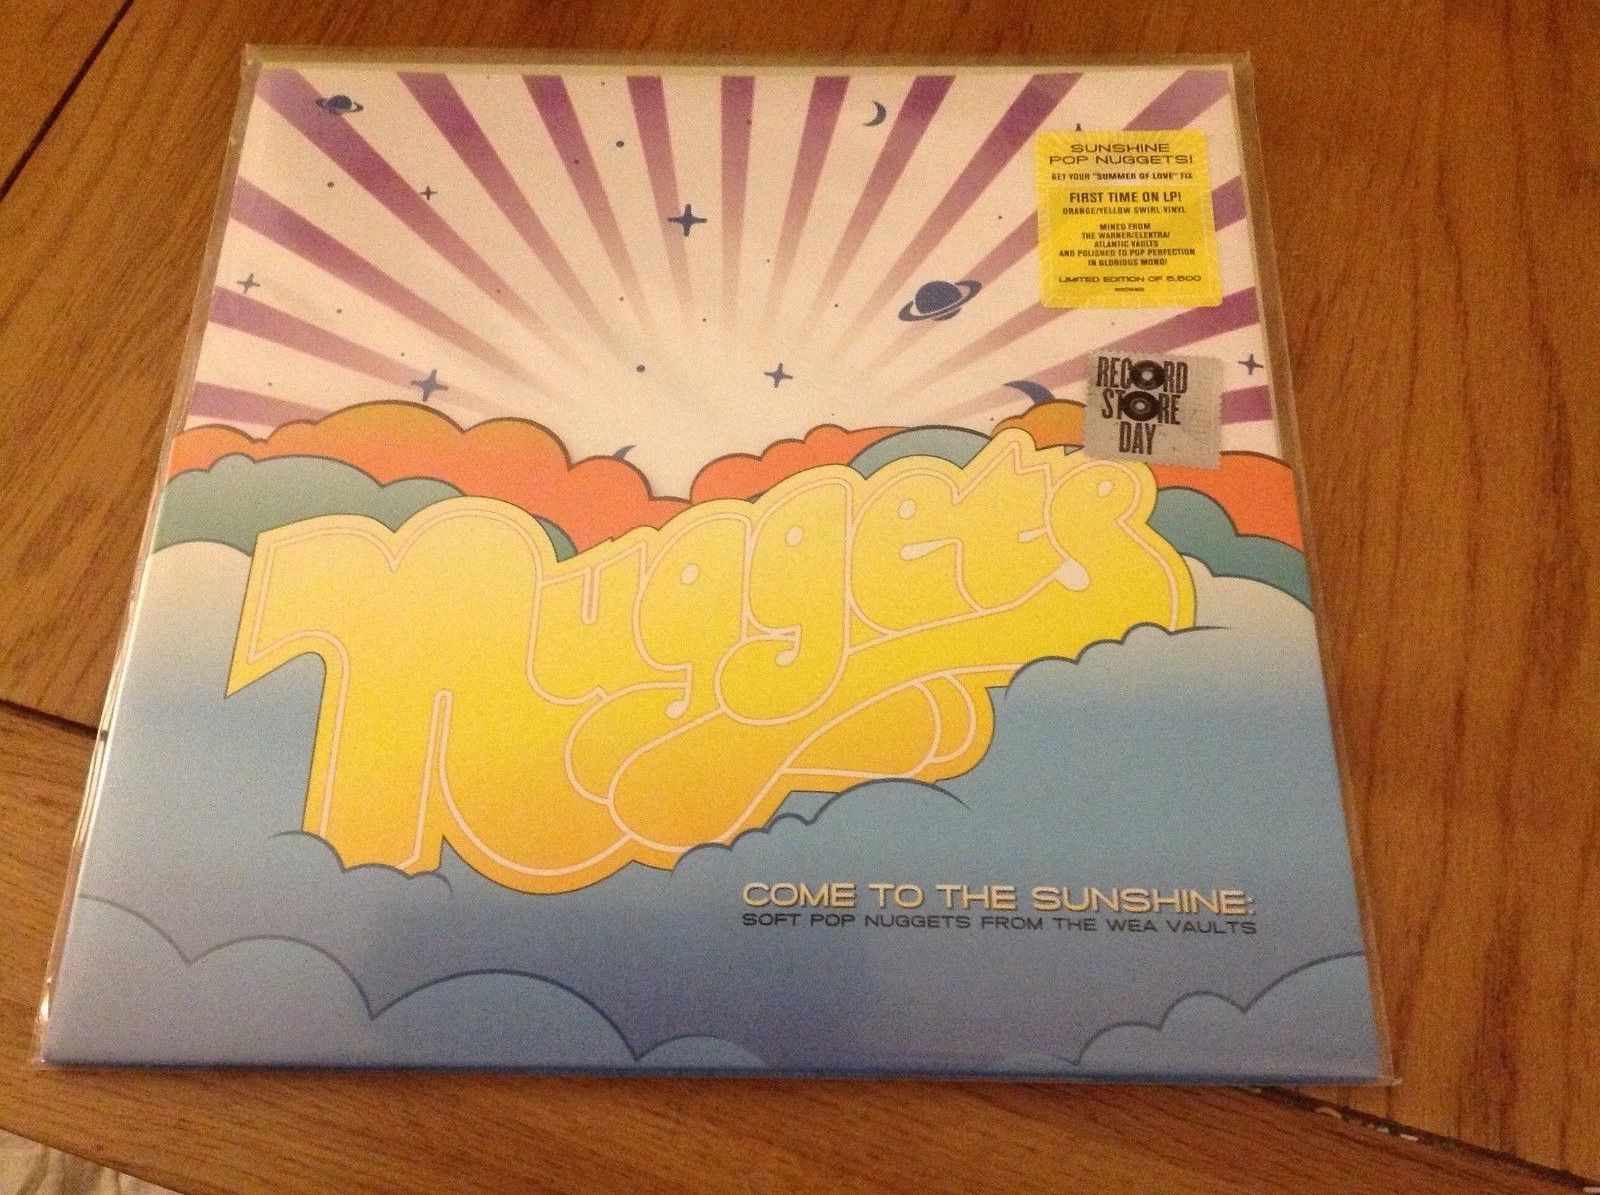 SUNSHINE
POP NUGGETS!
GET YOUR "SUMMER OF LOVE" FIX
FIRST TIME ON LP!
ORANGE/YELLOW SWIRL VINYL
MINED FROM
THE WARNER/ELEKTRA/
ATLANTIC VAULTS
AND POLISHED TO POP PERFECTION
IN GLORIOUS MONO!
LIMITED EDITION OF 5,500
RECORD
STORE
DAY
Nuggets
COME TO THE SUNSHINE:
SOFT POP NUGGETS FROM THE WEA VAULTS